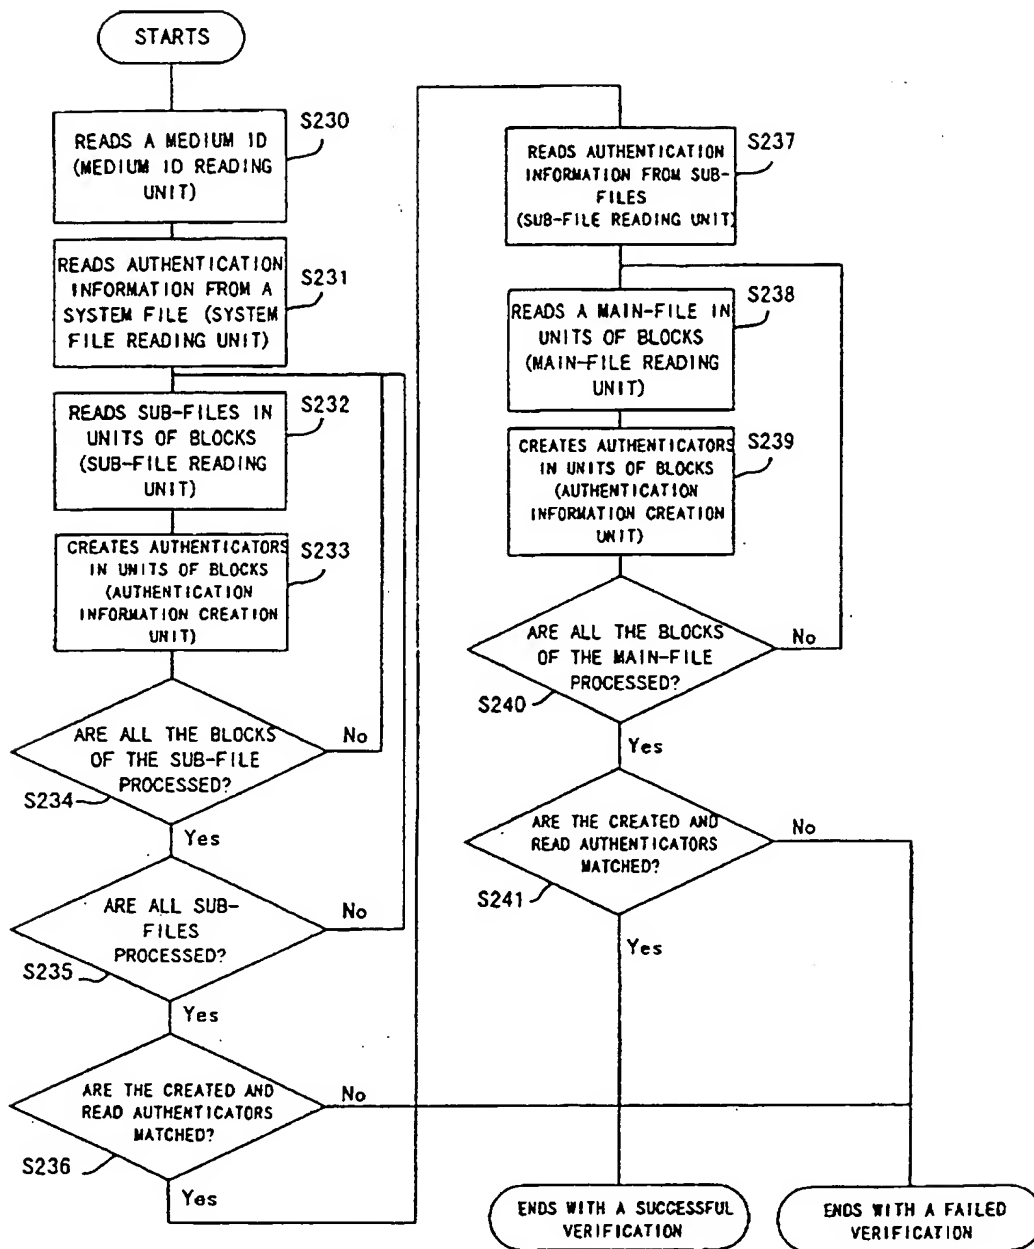 STARTS
S230
READS A MEDIUM ID
(MEDIUM ID READING
UNIT)
S231
READS AUTHENTICATION
INFORMATION FROM A
SYSTEM FILE (SYSTEM
FILE READING UNIT)
S232
READS SUB-FILES IN
UNITS OF BLOCKS
(SUB-FILE READING
UNIT)
S233
CREATES AUTHENTICATORS
IN UNITS OF BLOCKS
(AUTHENTICATION
INFORMATION CREATION
UNIT)
ARE ALL THE BLOCKS
OF THE SUB-FILE
PROCESSED?
No
S234
Yes
ARE ALL SUB-
FILES
PROCESSED?
No
S235
Yes
ARE THE CREATED AND
READ AUTHENTICATORS
MATCHED?
No
S236
Yes
S237
READS AUTHENTICATION
INFORMATION FROM SUB-
FILES
(SUB-FILE READING UNIT)
S238
READS A MAIN-FILE IN
UNITS OF BLOCKS
(MAIN-FILE READING
UNIT)
S239
CREATES AUTHENTICATORS
IN UNITS OF BLOCKS
(AUTHENTICATION
INFORMATION CREATION
UNIT)
ARE ALL THE BLOCKS
OF THE MAIN-FILE
PROCESSED?
No
S240
Yes
ARE THE CREATED AND
READ AUTHENTICATORS
MATCHED?
No
S241
Yes
ENDS WITH A SUCCESSFUL
VERIFICATION
ENDS WITH A FAILED
VERIFICATION